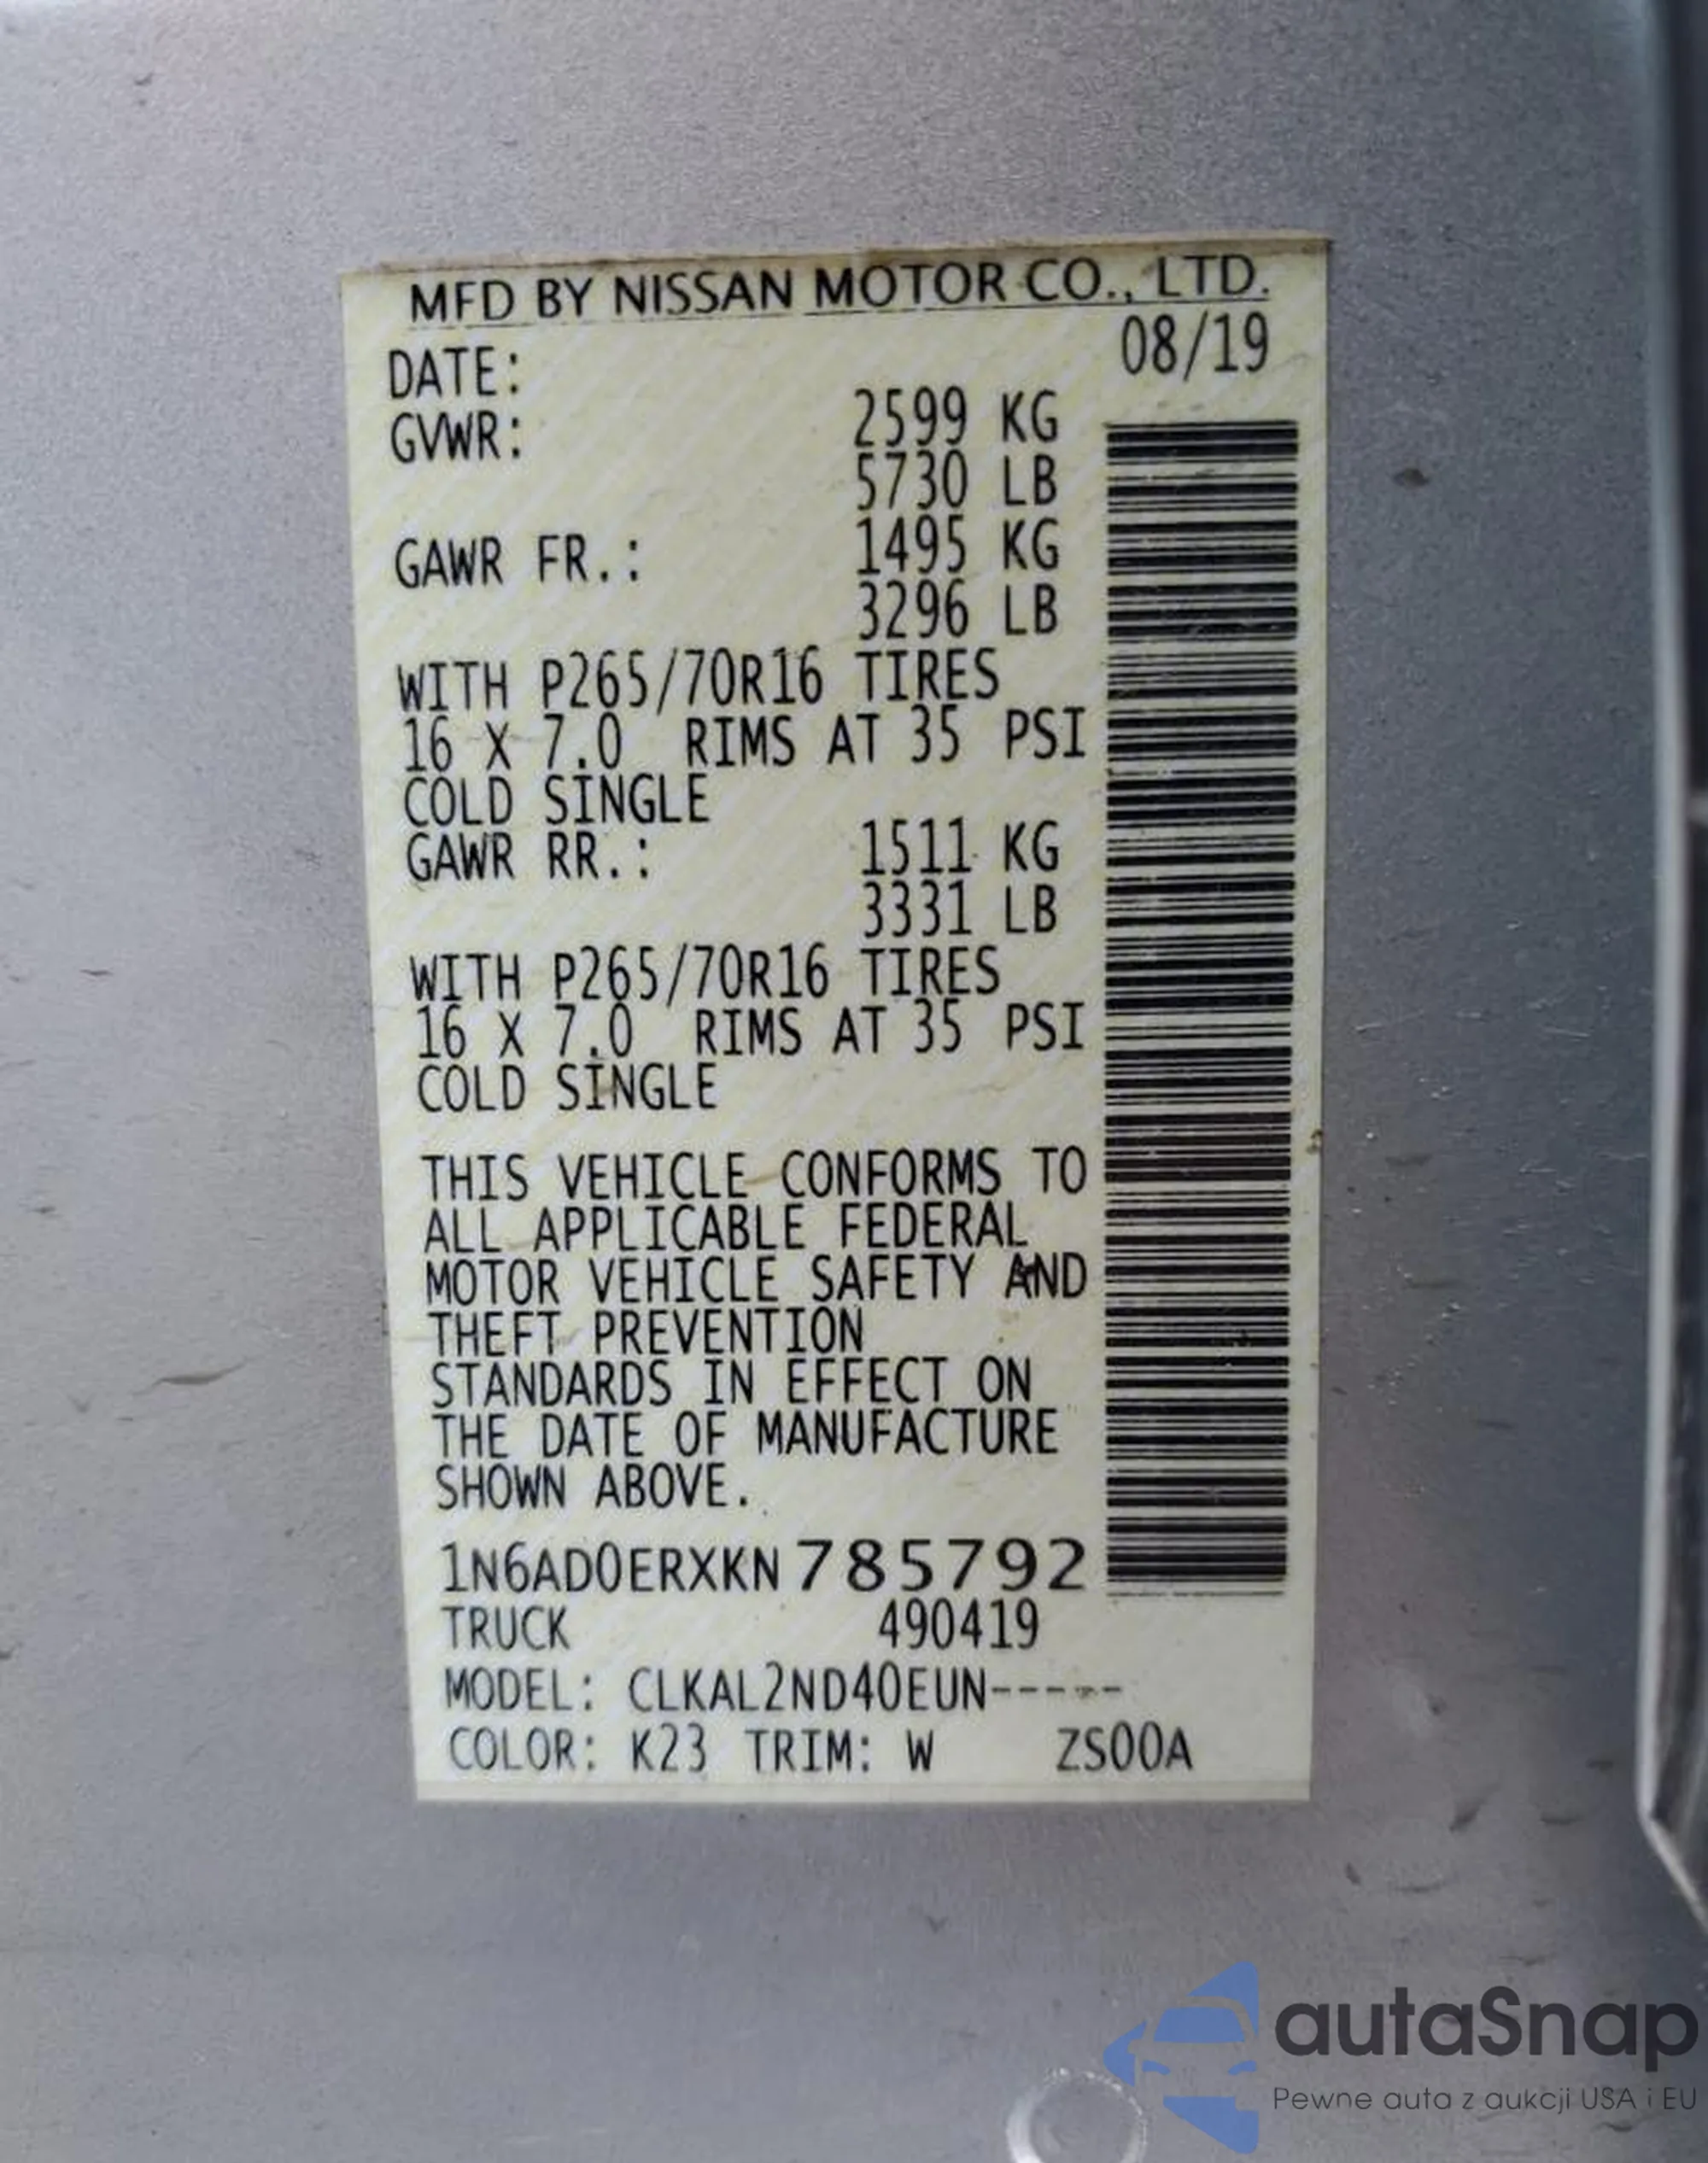 MFD BY NISSAN MOTOR CO., LTD.
DATE: 08/19
GVWR: 2599 KG
5730 LB
GAWR FR.: 1495 KG
3296 LB
WITH P265/70R16 TIRES
16 X 7.0 RIMS AT 35 PSI
COLD SINGLE
GAWR RR.: 1511 KG
3331 LB
WITH P265/70R16 TIRES
16 X 7.0 RIMS AT 35 PSI
COLD SINGLE
THIS VEHICLE CONFORMS TO
ALL APPLICABLE FEDERAL
MOTOR VEHICLE SAFETY AND
THEFT PREVENTION
STANDARDS IN EFFECT ON
THE DATE OF MANUFACTURE
SHOWN ABOVE.
1N6AD0ERXKN785792
TRUCK 490419
MODEL: CLKAL2ND40EUN-----
COLOR: K23 TRIM: W ZS00A
autaSnap
Pewne auta z aukcji USA i EU